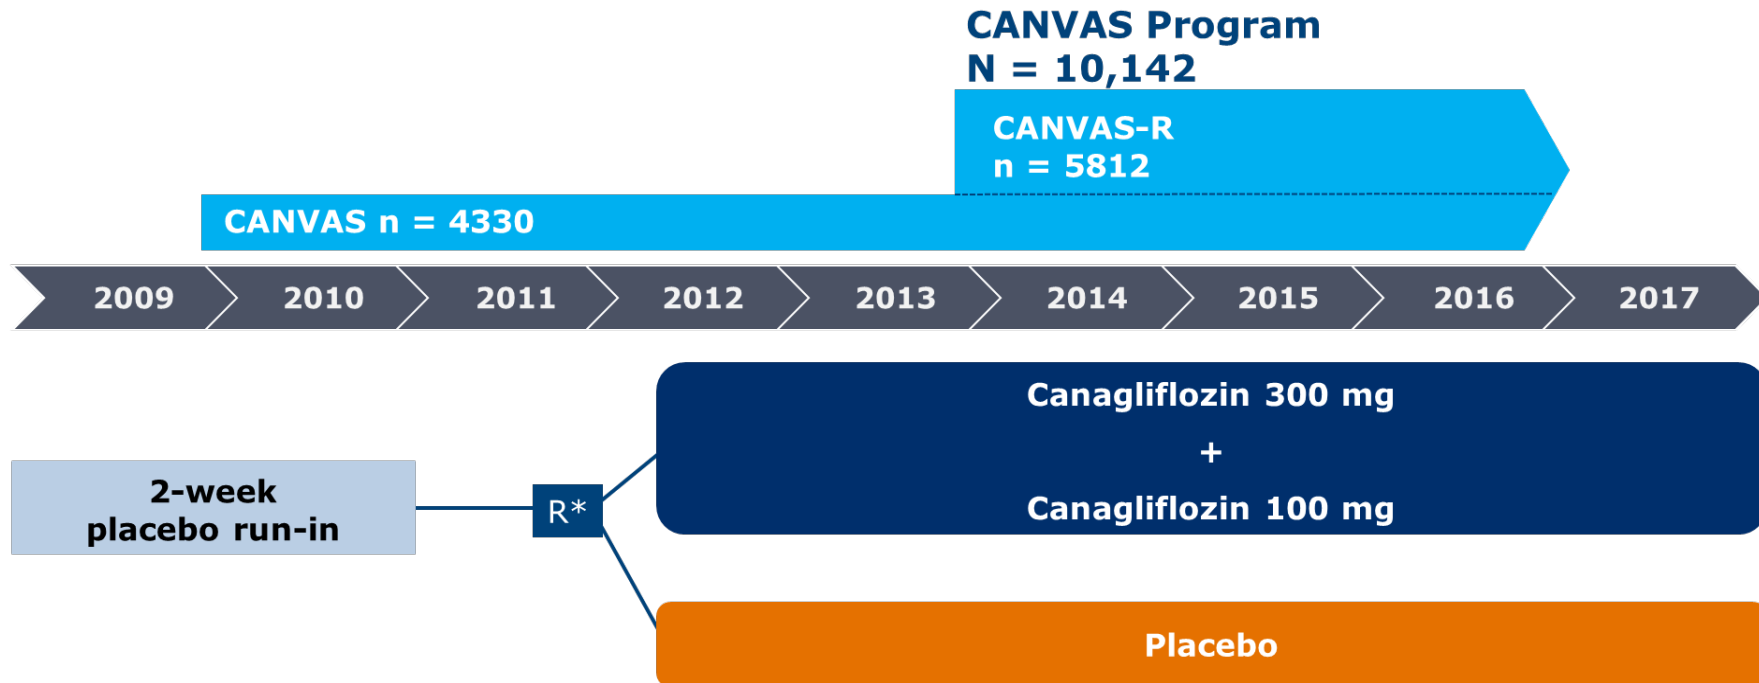 CANVAS Program
N = 10,142
CANVAS-R
n = 5812
CANVAS n = 4330
2009 2010 2011 2012 2013 2014 2015 2016 2017
2-week
placebo run-in
R*
Canagliflozin 300 mg
+
Canagliflozin 100 mg
Placebo